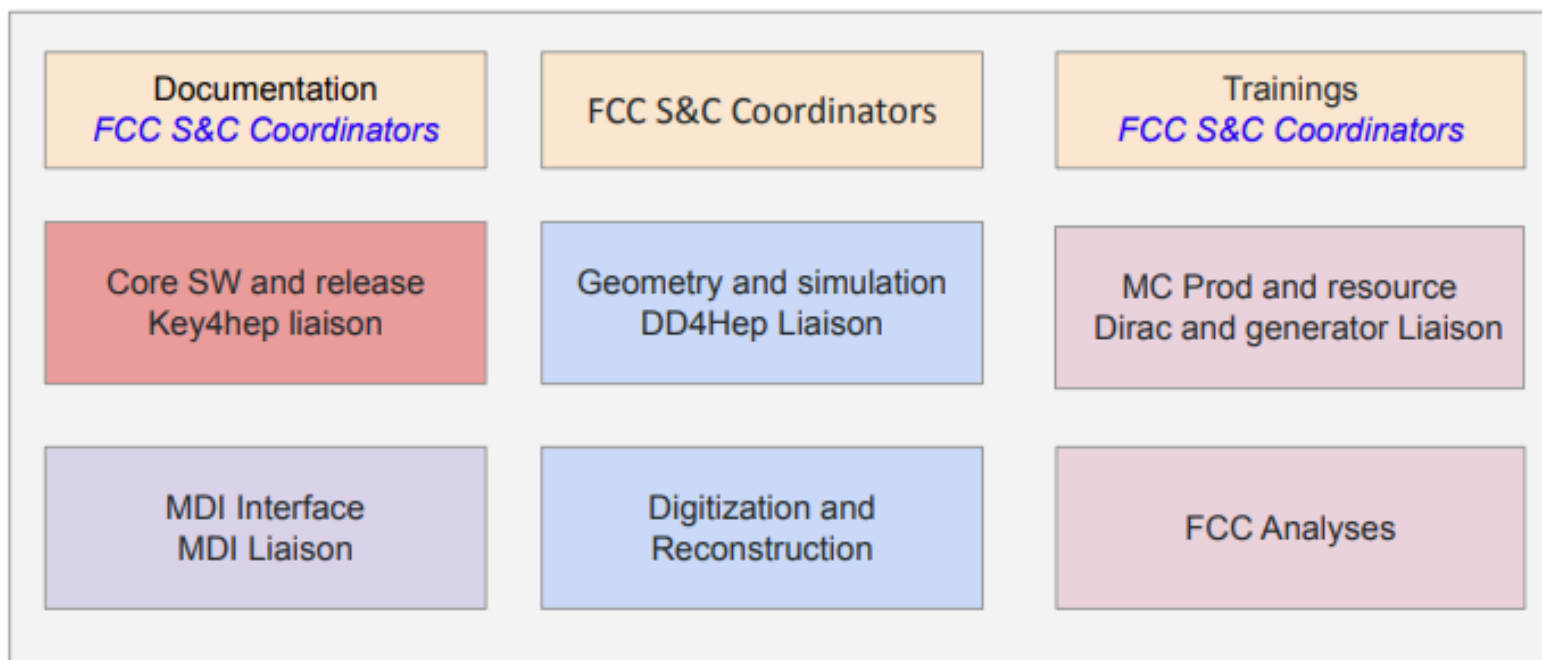 Documentation
FCC S&C Coordinators
FCC S&C Coordinators
Trainings
FCC S&C Coordinators
Core SW and release
Key4hep liaison
Geometry and simulation
DD4Hep Liaison
MC Prod and resource
Dirac and generator Liaison
MDI Interface
MDI Liaison
Digitization and
Reconstruction
FCC Analyses